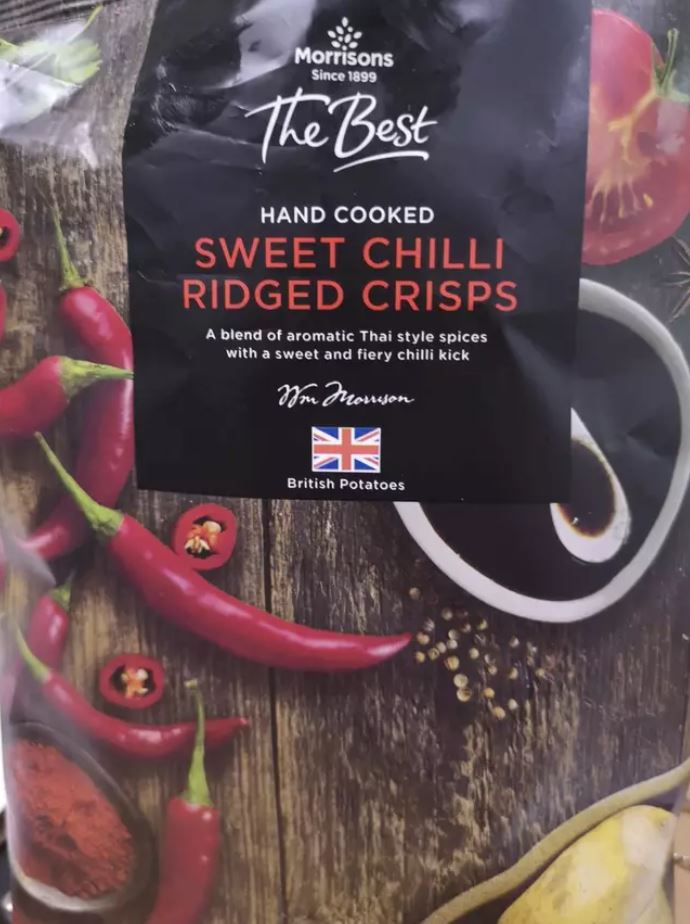 Morrisons
Since 1899
The Best
HAND COOKED
SWEET CHILLI
RIDGED CRISPS
A blend of aromatic Thai style spices
with a sweet and fiery chilli kick
Wm Morrison
British Potatoes